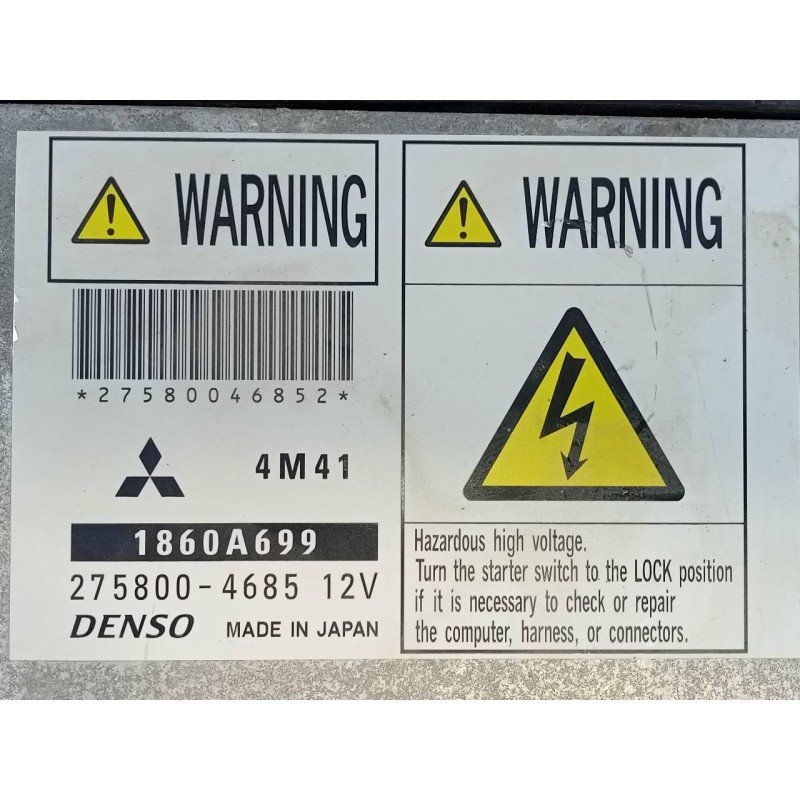 WARNING
*27580046852*
4M41
1860A699
275800-4685 12V
DENSO MADE IN JAPAN
WARNING
Hazardous high voltage.
Turn the starter switch to the LOCK position
if it is necessary to check or repair
the computer, harness, or connectors.